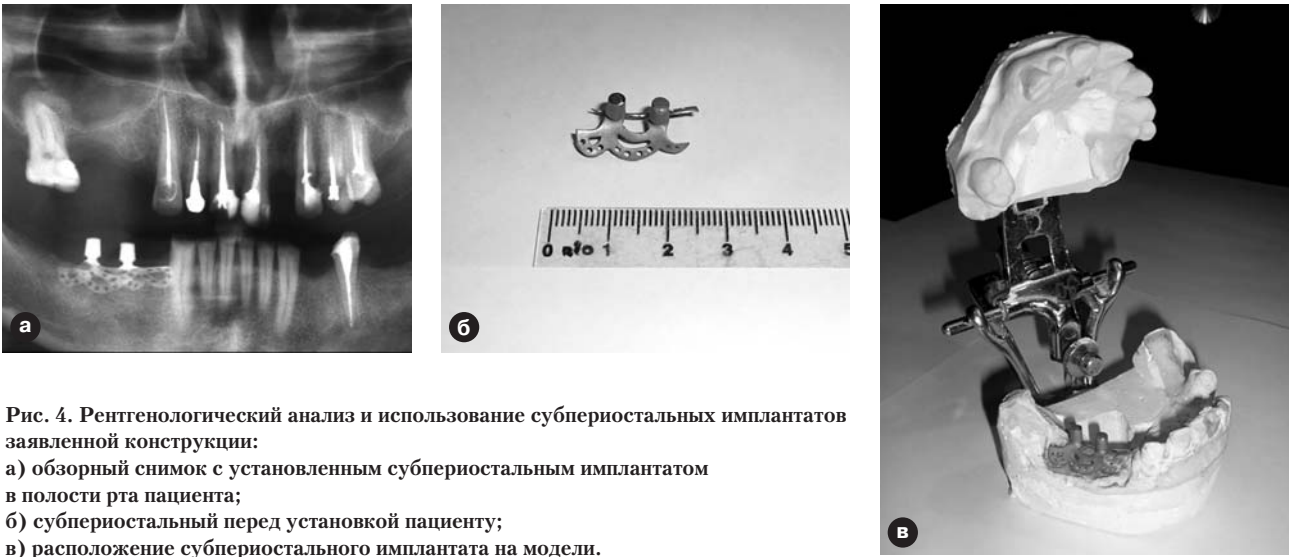 а
б
0 1 2 3 4 5
в
Рис. 4. Рентгенологический анализ и использование субпериостальных имплантатов
заявленной конструкции:
а) обзорный снимок с установленным субпериостальным имплантатом
в полости рта пациента;
б) субпериостальный перед установкой пациенту;
в) расположение субпериостального имплантата на модели.